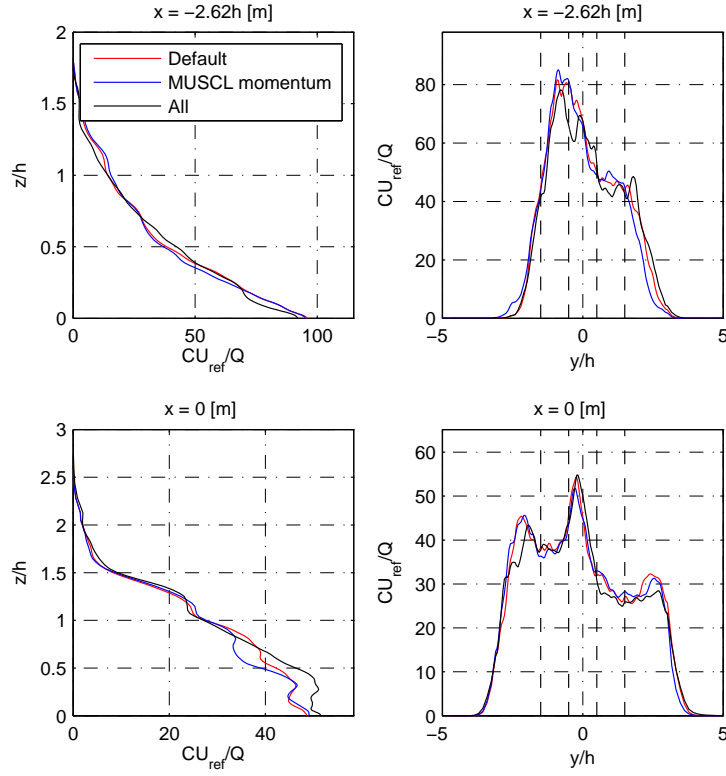 x = −2.62h [m]
2
1.5
1
0.5
0
z/h
0
50
100
CU_ref/Q
Default
MUSCL momentum
All
x = −2.62h [m]
80
60
40
20
0
CU_ref/Q
−5
0
5
y/h
x = 0 [m]
3
2.5
2
1.5
1
0.5
0
z/h
0
20
40
CU_ref/Q
x = 0 [m]
60
50
40
30
20
10
0
CU_ref/Q
−5
0
5
y/h